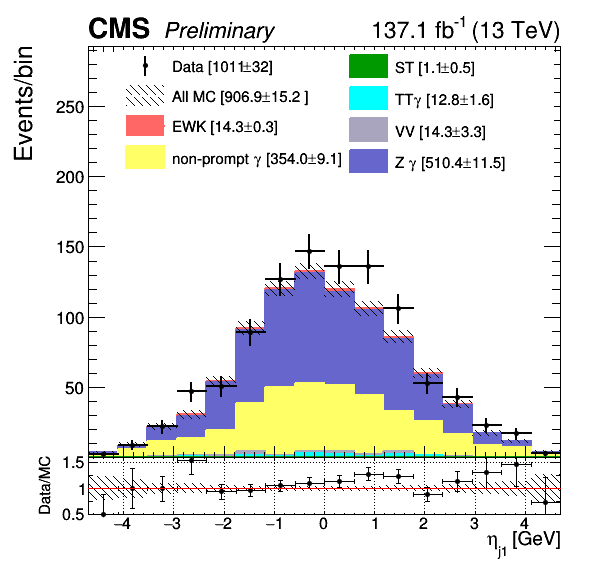 CMS Preliminary 137.1 fb⁻¹ (13 TeV)
Events/bin
Data [1011±32]
All MC [906.9±15.2 ]
EWK [14.3±0.3]
non-prompt γ [354.0±9.1]
ST [1.1±0.5]
TTγ [12.8±1.6]
VV [14.3±3.3]
Z γ [510.4±11.5]
250
200
150
100
50
Data/MC
1.5
1
0.5
−4 −3 −2 −1 0 1 2 3 4
η_j1 [GeV]